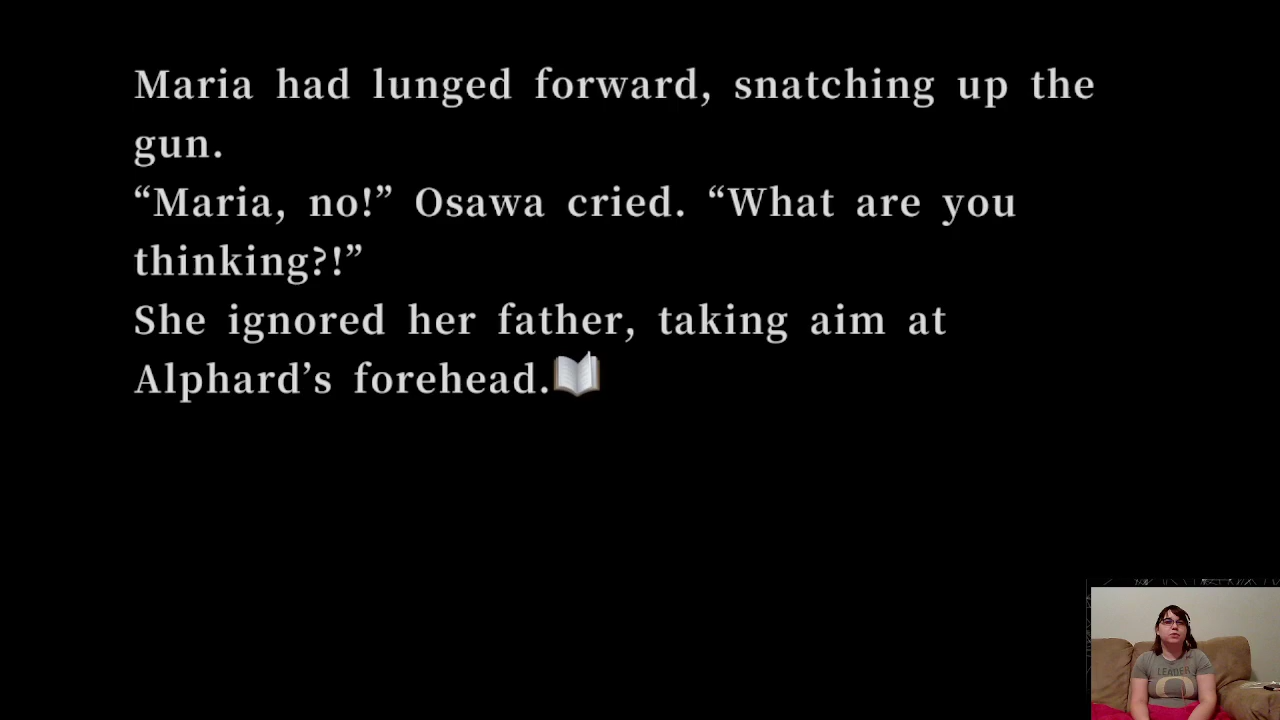 Maria had lunged forward, snatching up the
gun.
“Maria, no!” Osawa cried. “What are you
thinking?!”
She ignored her father, taking aim at
Alphard’s forehead.
LEADER